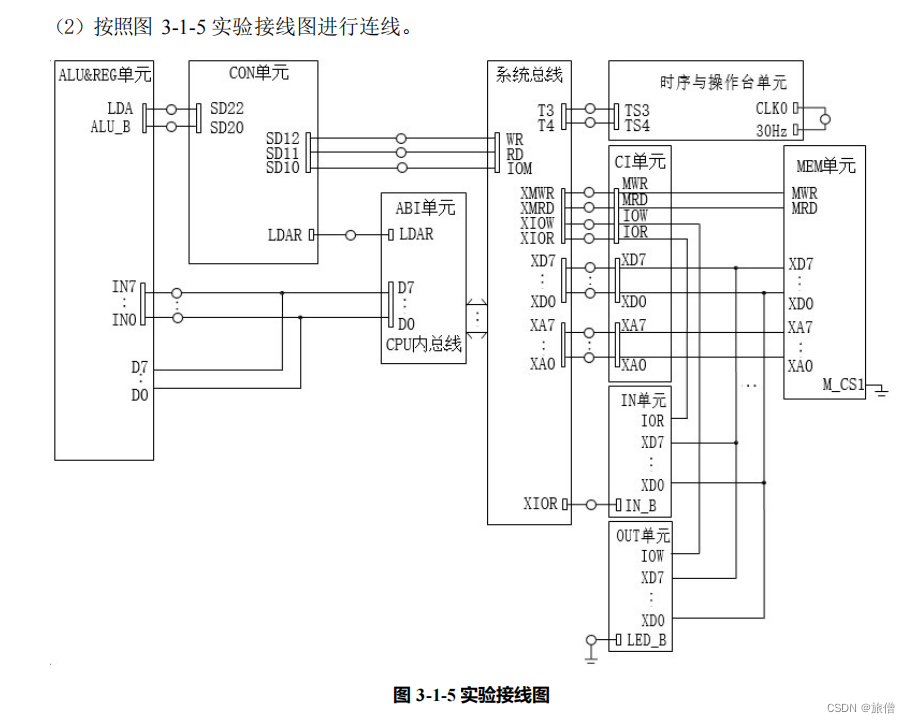 (2) 按照图 3-1-5 实验接线图进行连线。
ALU&REG单元
LDA
ALU_B
IN7
⋮
IN0
D7
⋮
D0
CON单元
SD22
SD20
SD12
SD11
SD10
LDAR
ABI单元
LDAR
D7
⋮
D0
CPU内总线
⋮
系统总线
T3
T4
WR
RD
IOM
XMWR
XMRD
XIOW
XIOR
XD7
⋮
XD0
XA7
⋮
XA0
XIOR
时序与操作台单元
TS3
TS4
CLK0
30Hz
CI单元
MWR
MRD
IOW
IOR
XD7
XD0
XA7
XA0
MEM单元
MWR
MRD
XD7
⋮
XD0
XA7
⋮
XA0
M_CS1
...
IN单元
IOR
XD7
⋮
XD0
IN_B
OUT单元
IOW
XD7
⋮
XD0
LED_B
图 3-1-5 实验接线图
CSDN @旅僧